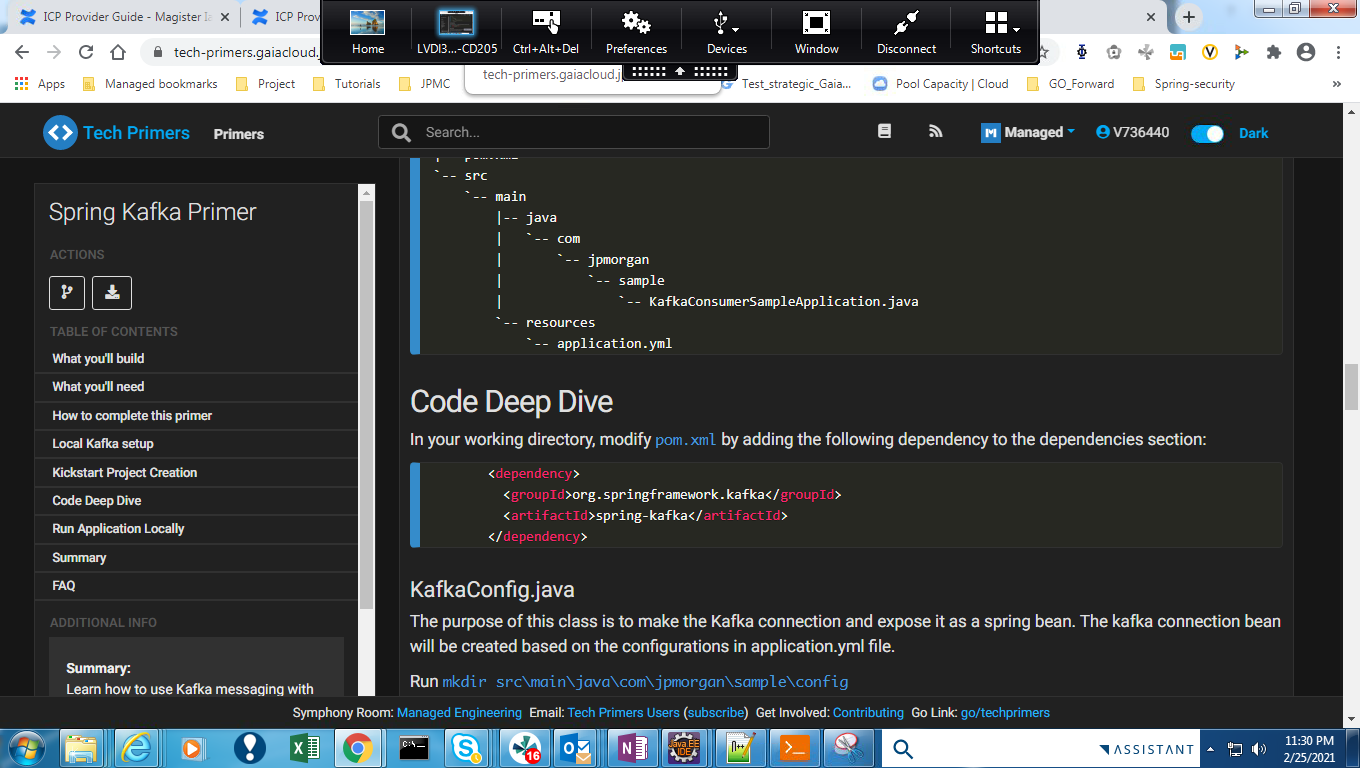 ICP Provider Guide - Magister Ia
ICP Prov
Home
LVDI3...-CD205
Ctrl+Alt+Del
Preferences
Devices
Window
Disconnect
Shortcuts
tech-primers.gaiacloud.
tech-primers.gaiacloud.j
Apps
Managed bookmarks
Project
Tutorials
JPMC
Test_strategic_Gaia...
Pool Capacity | Cloud
GO_Forward
Spring-security
»
Tech Primers
Primers
Search...
Managed
V736440
Dark
Spring Kafka Primer
ACTIONS
TABLE OF CONTENTS
What you'll build
What you'll need
How to complete this primer
Local Kafka setup
Kickstart Project Creation
Code Deep Dive
Run Application Locally
Summary
FAQ
ADDITIONAL INFO
Summary:
Learn how to use Kafka messaging with
|-- pom.xml
`-- src
`-- main
|-- java
| `-- com
| `-- jpmorgan
| `-- sample
| `-- KafkaConsumerSampleApplication.java
`-- resources
`-- application.yml
Code Deep Dive
In your working directory, modify pom.xml by adding the following dependency to the dependencies section:
<dependency>
<groupId>org.springframework.kafka</groupId>
<artifactId>spring-kafka</artifactId>
</dependency>
KafkaConfig.java
The purpose of this class is to make the Kafka connection and expose it as a spring bean. The kafka connection bean
will be created based on the configurations in application.yml file.
Run mkdir src\main\java\com\jpmorgan\sample\config
Symphony Room: Managed Engineering Email: Tech Primers Users (subscribe) Get Involved: Contributing Go Link: go/techprimers
16
Java EE
IDE
ASSISTANT
11:30 PM
2/25/2021